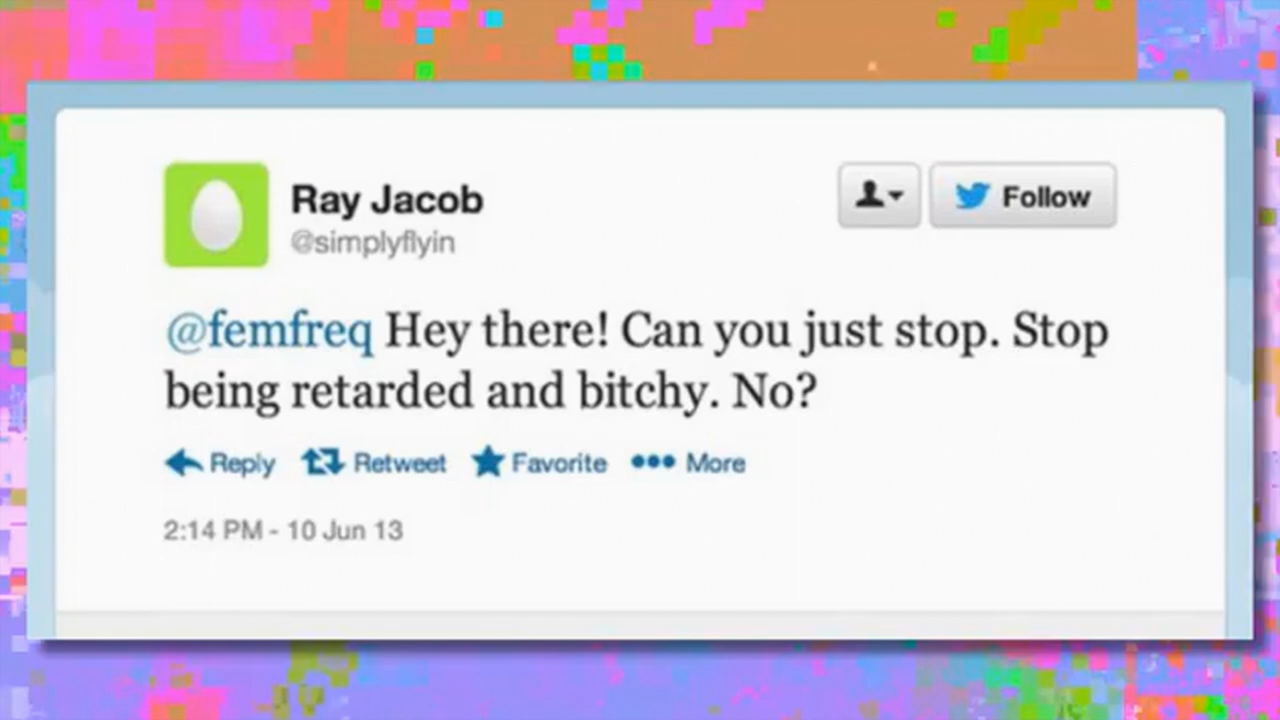 Ray Jacob
@simplyflyin
Follow
@femfreq Hey there! Can you just stop. Stop
being retarded and bitchy. No?
Reply Retweet Favorite More
2:14 PM - 10 Jun 13